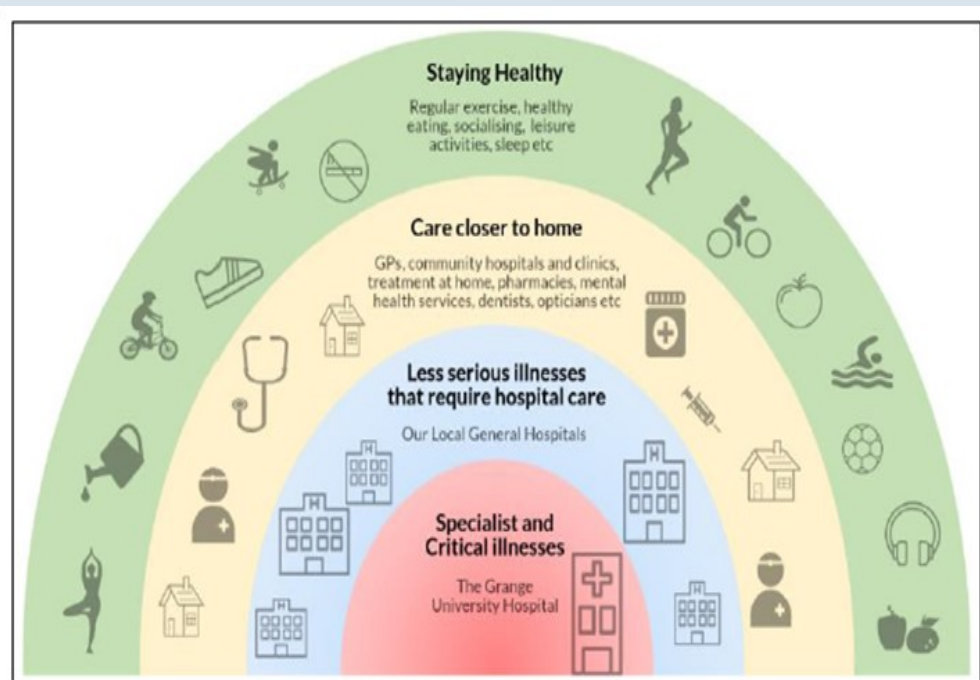 Staying Healthy
Regular exercise, healthy
eating, socialising, leisure
activities, sleep etc
Care closer to home
GPs, community hospitals and clinics,
treatment at home, pharmacies, mental
health services, dentists, opticians etc
Less serious illnesses
that require hospital care
Our Local General Hospitals
H
H
H
H
H
Specialist and
Critical illnesses
The Grange
University Hospital